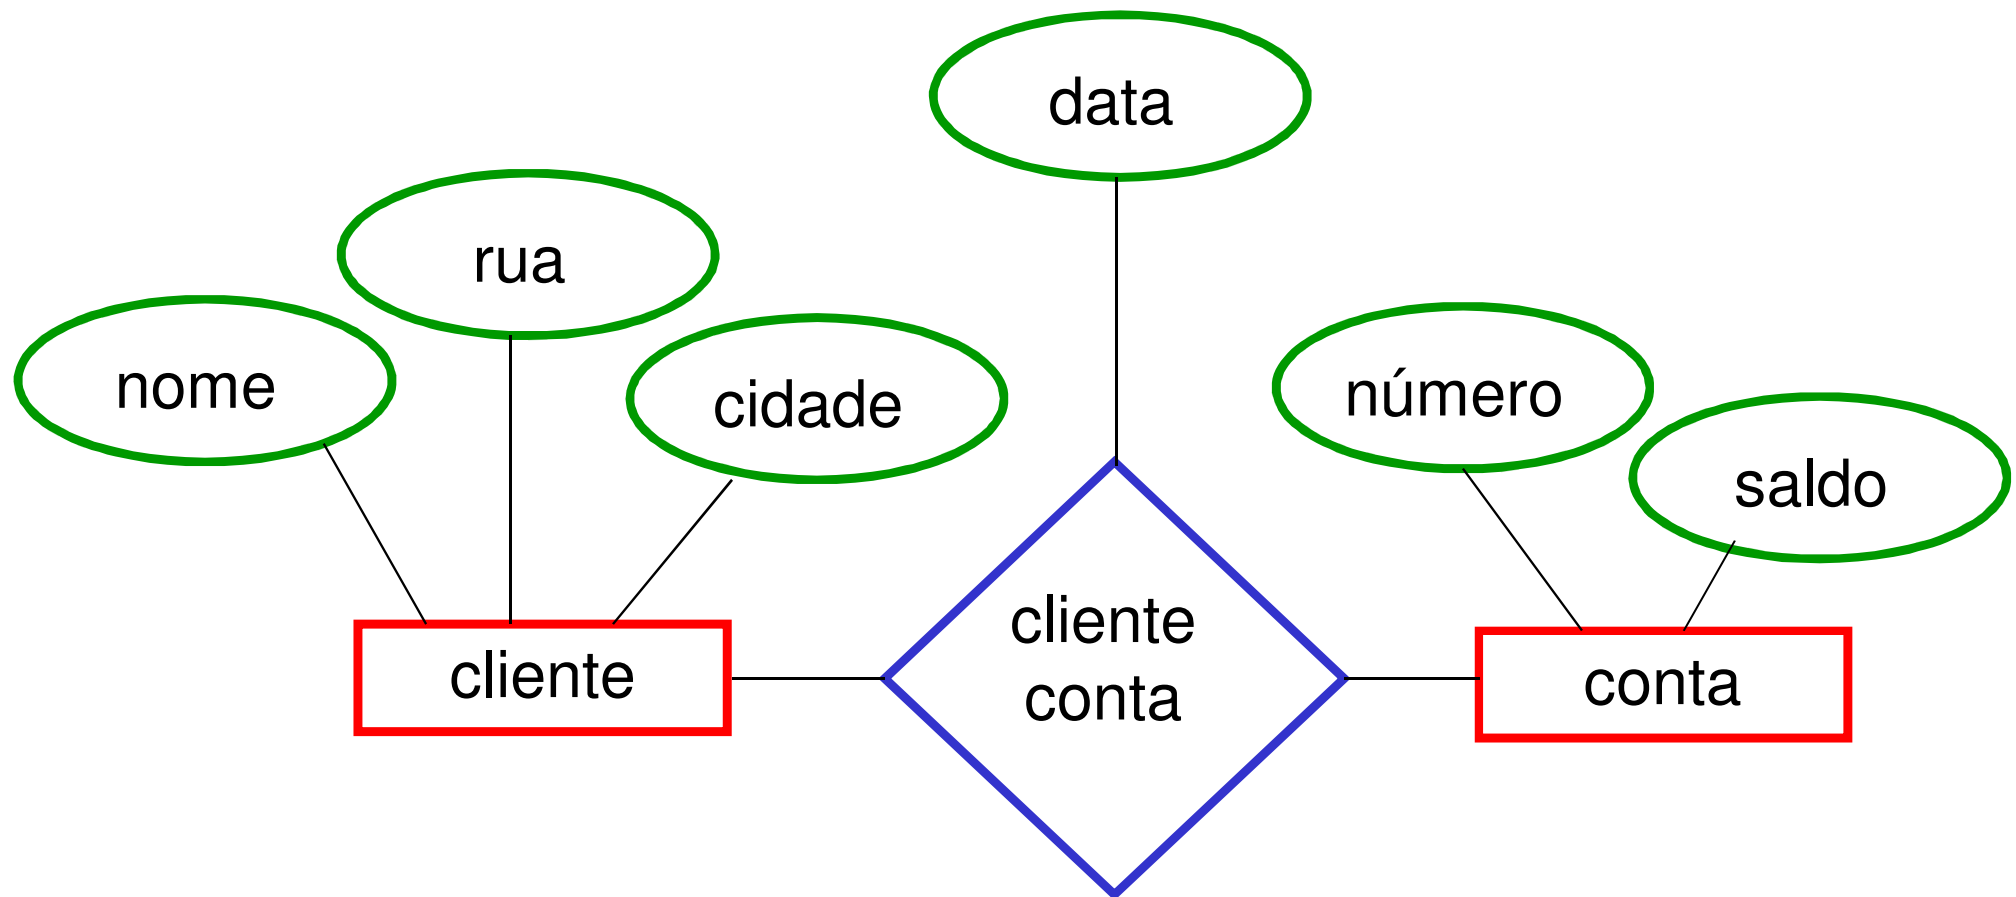 data
rua
nome
cidade
número
saldo
cliente
cliente
conta
conta